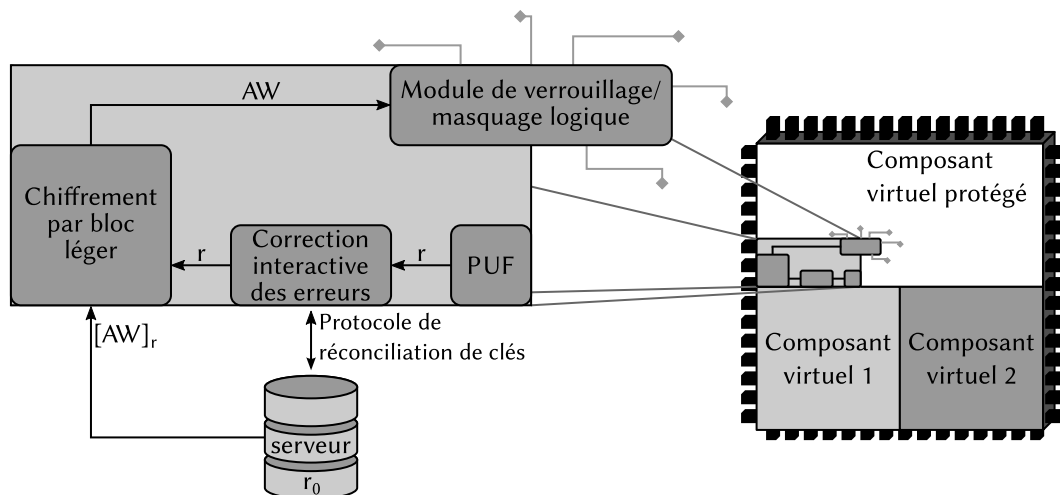 AW
Module de verrouillage/
masquage logique
Composant
virtuel protégé
Chiffrement
par bloc
léger
r
Correction
interactive
des erreurs
r
PUF
[AW]r
Protocole de
réconciliation de clés
Composant
virtuel 1
Composant
virtuel 2
serveur
r0